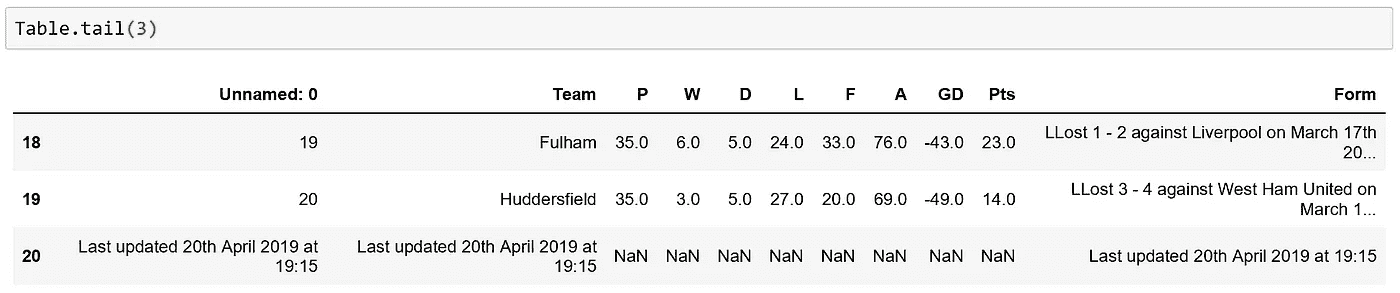 Table.tail(3)
Unnamed: 0 Team P W D L F A GD Pts Form
18 19 Fulham 35.0 6.0 5.0 24.0 33.0 76.0 -43.0 23.0 LLost 1 - 2 against Liverpool on March 17th
20...
19 20 Huddersfield 35.0 3.0 5.0 27.0 20.0 69.0 -49.0 14.0 LLost 3 - 4 against West Ham United on
March 1...
20 Last updated 20th April 2019 at Last updated 20th April 2019 at NaN NaN NaN NaN NaN NaN NaN NaN Last updated 20th April 2019 at 19:15
19:15 19:15